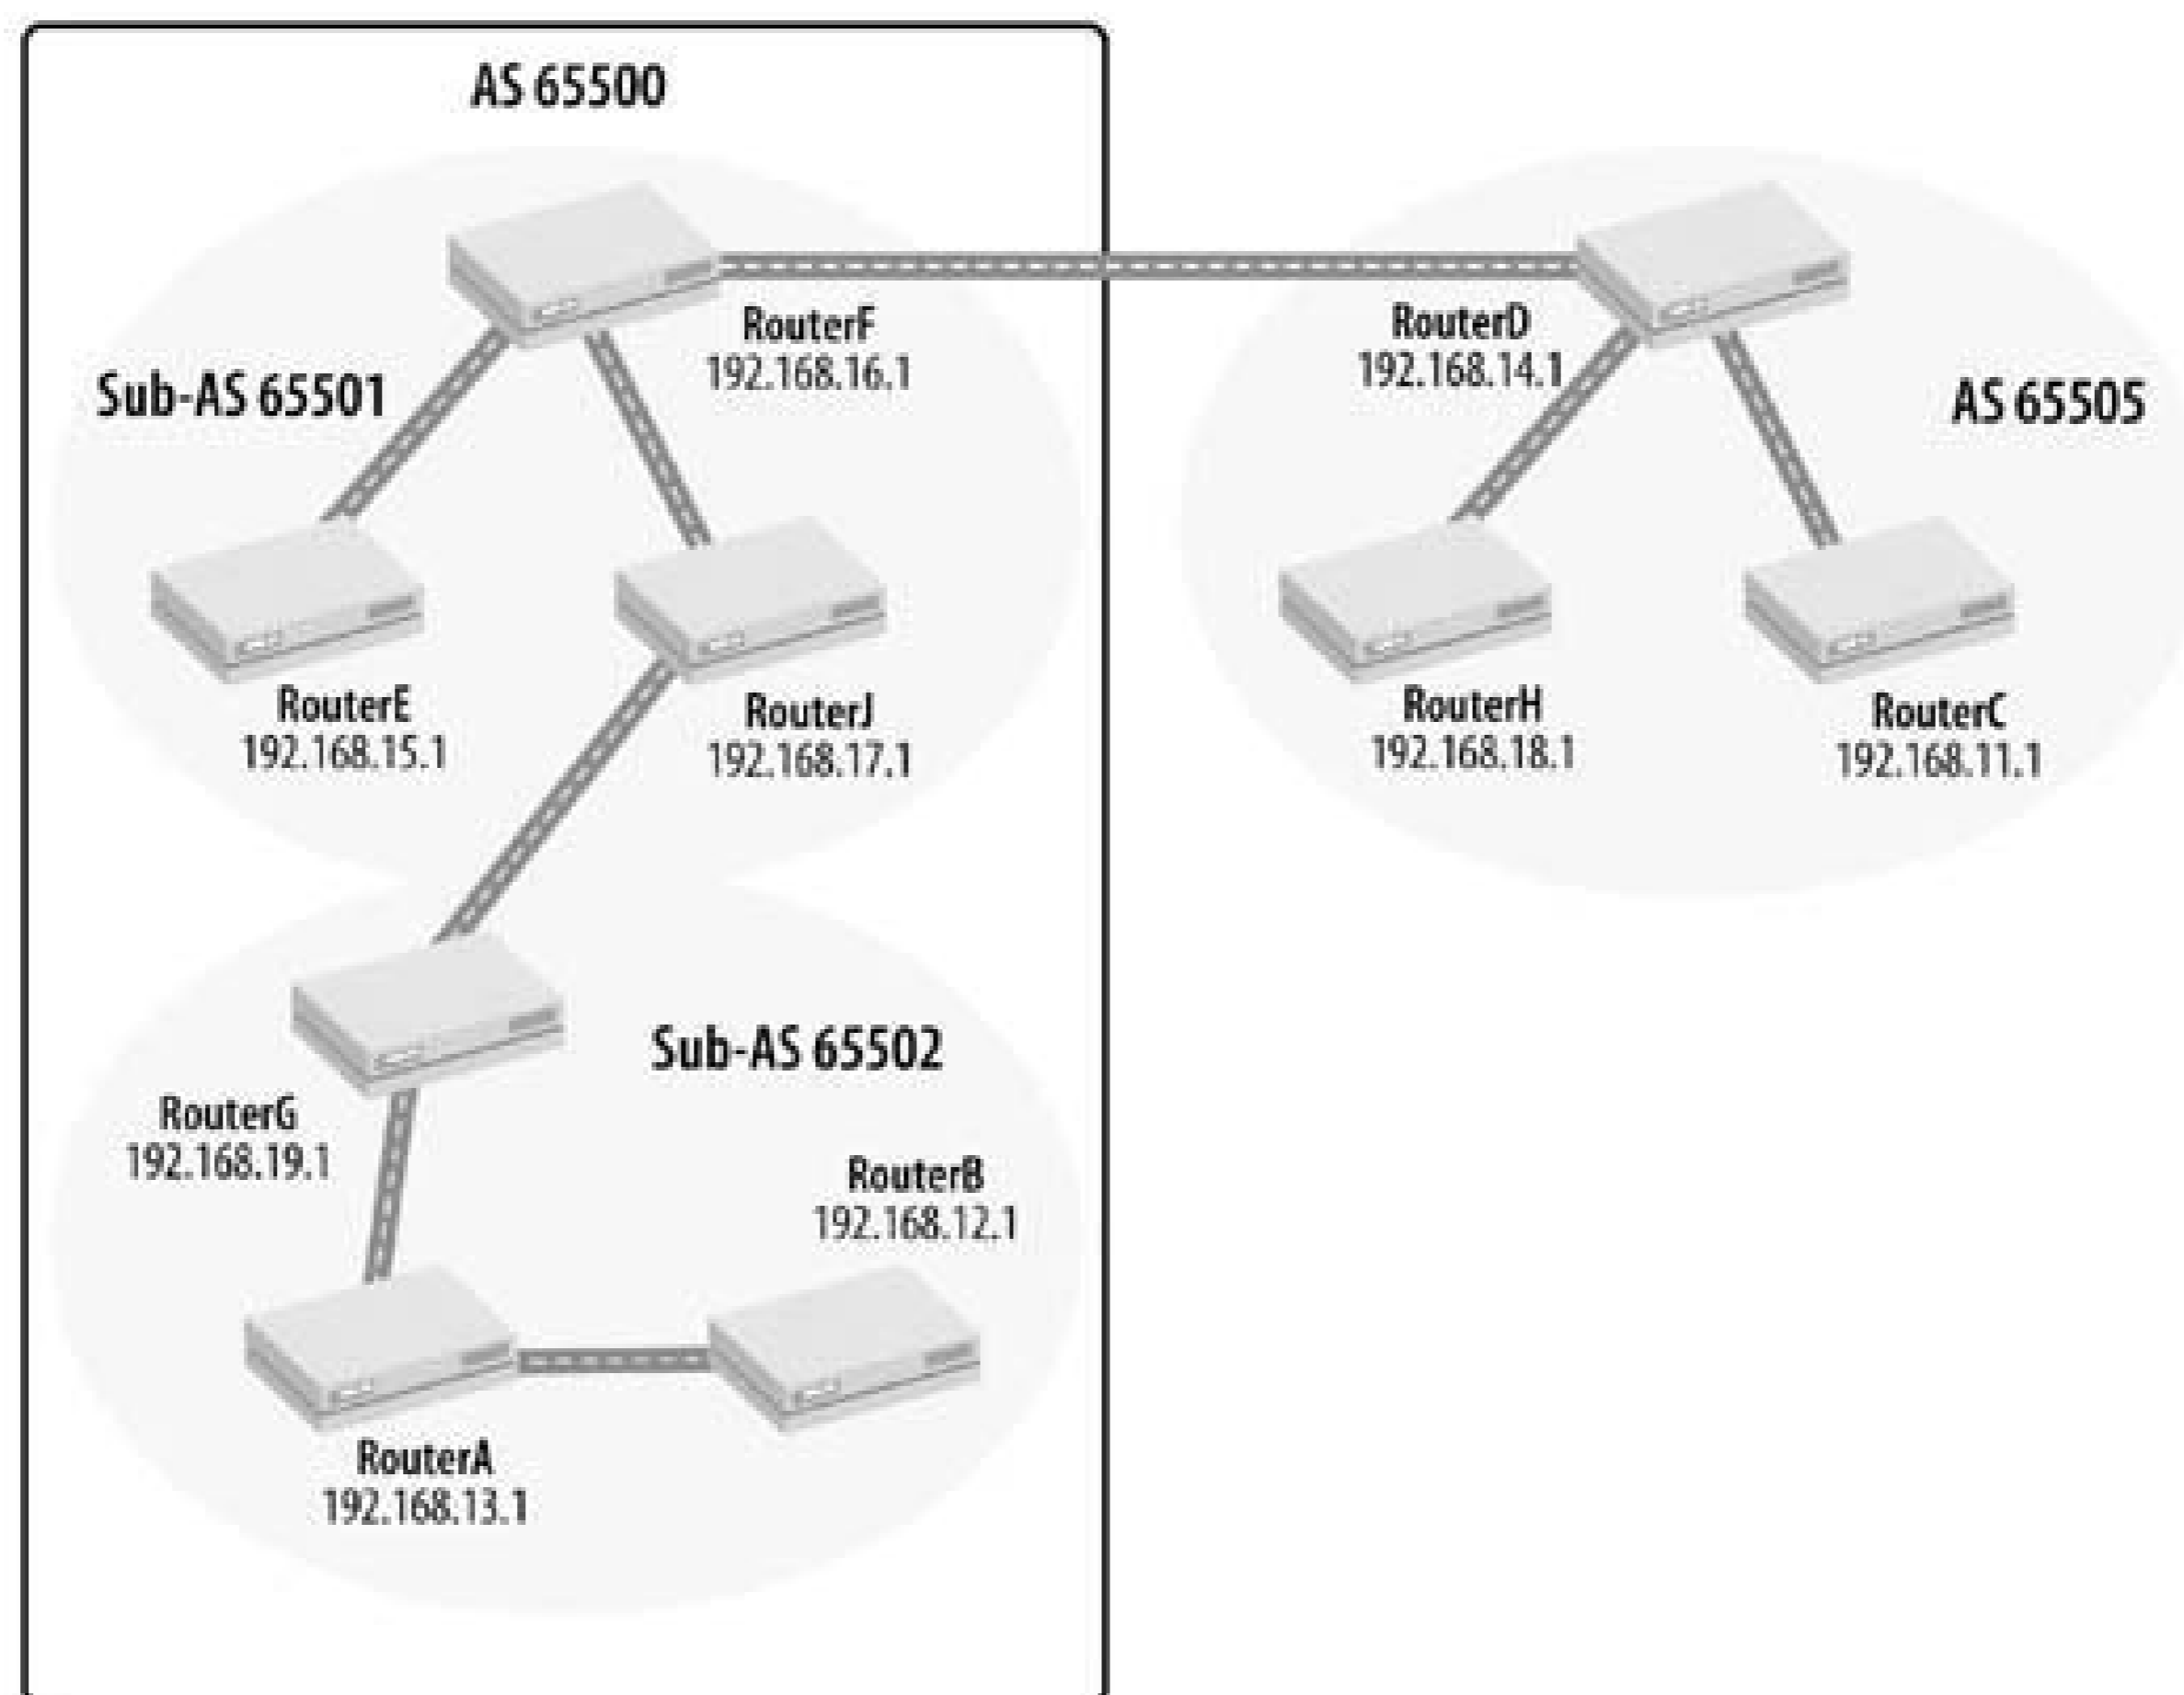 AS 65500
RouterF
192.168.16.1
Sub-AS 65501
RouterD
192.168.14.1
AS 65505
RouterE
192.168.15.1
RouterJ
192.168.17.1
RouterH
192.168.18.1
RouterC
192.168.11.1
Sub-AS 65502
RouterG
192.168.19.1
RouterB
192.168.12.1
RouterA
192.168.13.1